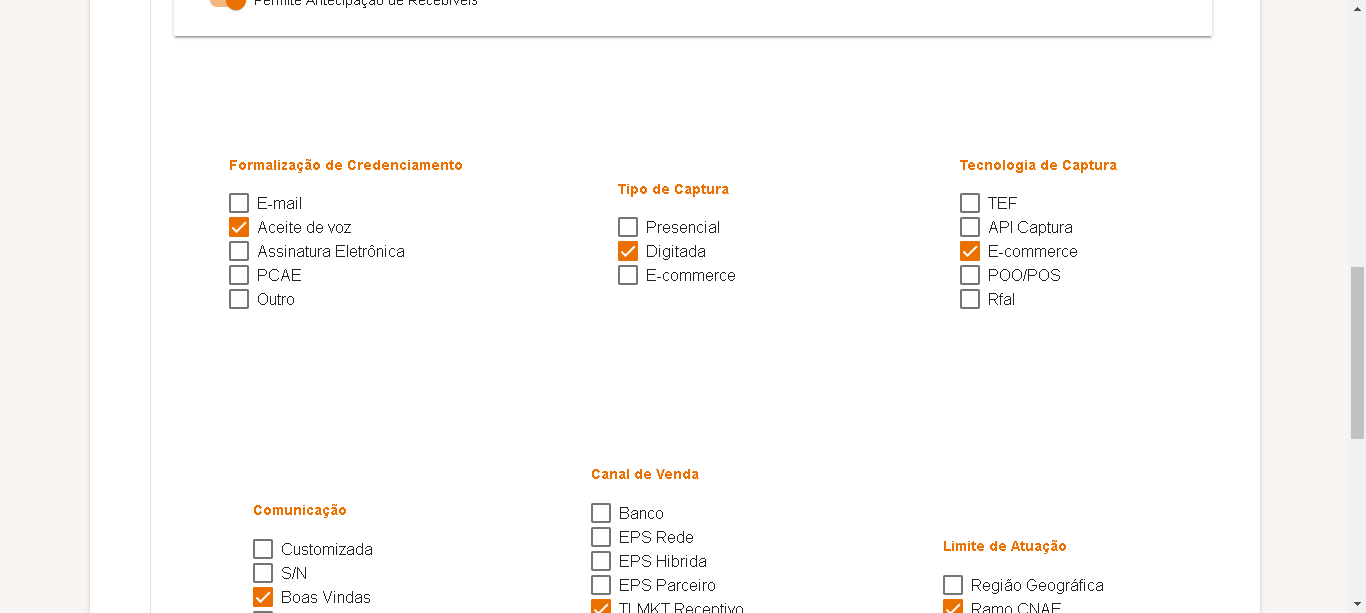 Permite Antecipação de Recebíveis
Formalização de Credenciamento
E-mail
Aceite de voz
Assinatura Eletrônica
PCAE
Outro
Tipo de Captura
Presencial
Digitada
E-commerce
Tecnologia de Captura
TEF
API Captura
E-commerce
POO/POS
Rfal
Comunicação
Customizada
S/N
Boas Vindas
Canal de Venda
Banco
EPS Rede
EPS Hibrida
EPS Parceiro
TLMKT Receptivo
Limite de Atuação
Região Geográfica
Ramo CNAE